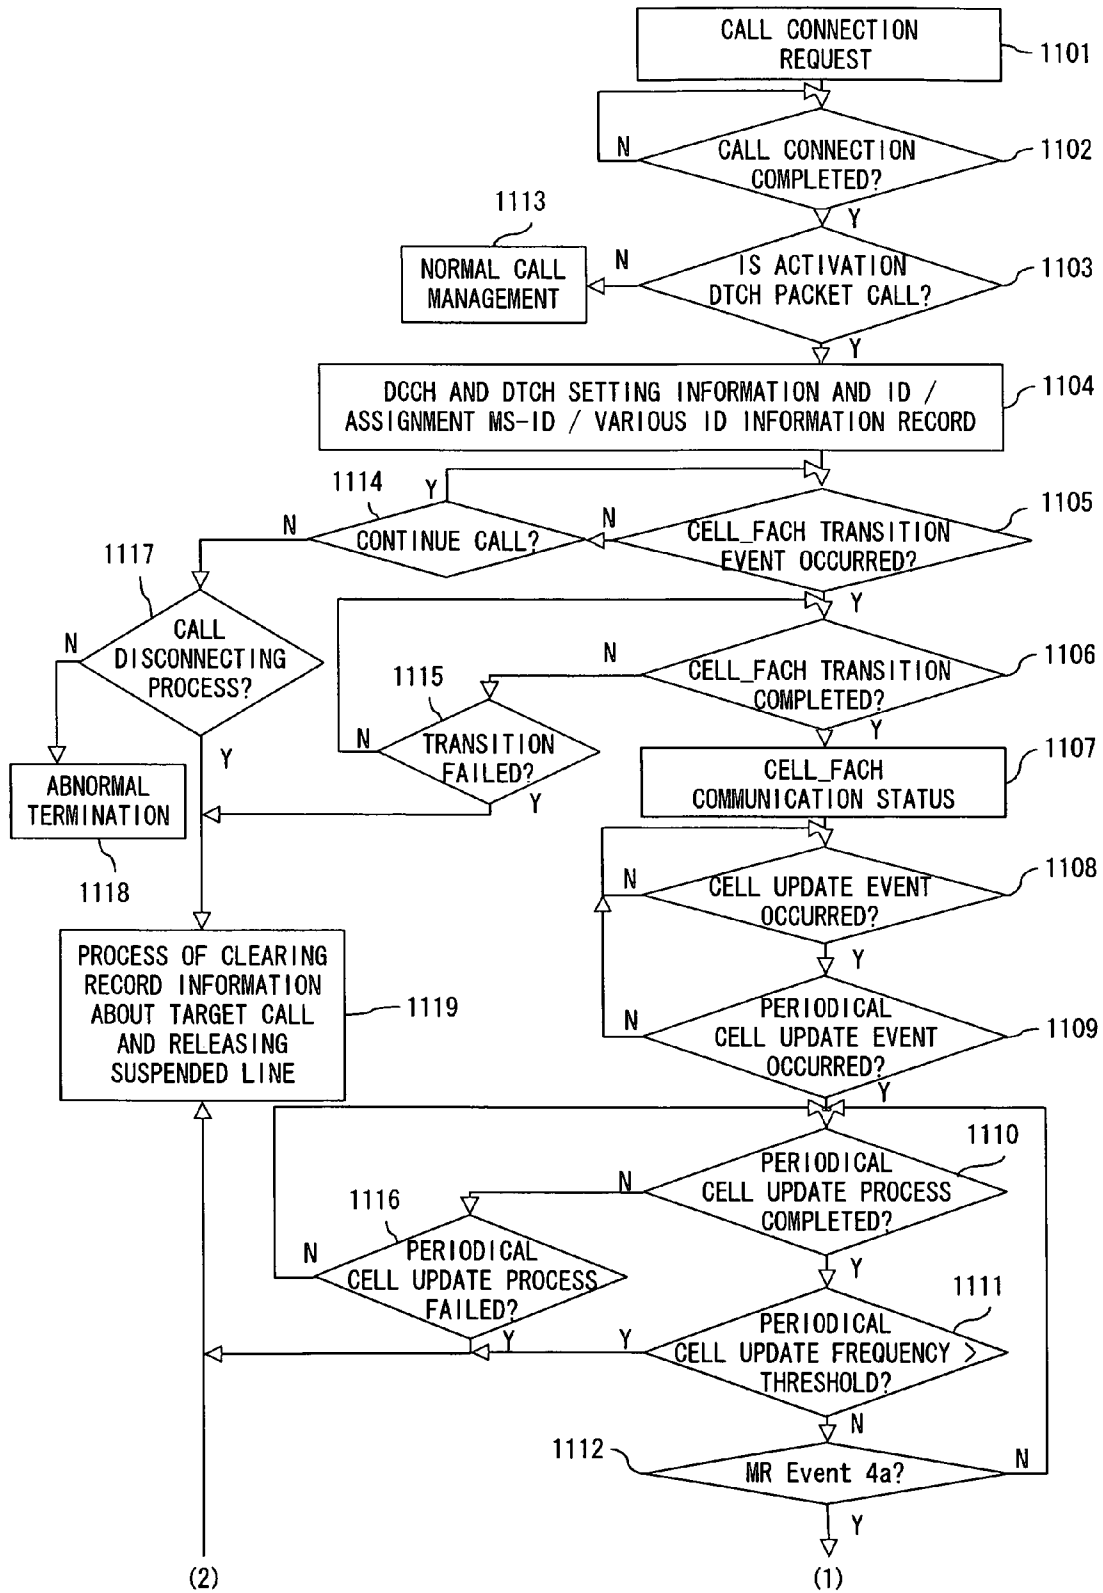 CALL CONNECTION
REQUEST
1101
CALL CONNECTION
COMPLETED?
1102
N
Y
1113
NORMAL CALL
MANAGEMENT
N
IS ACTIVATION
DTCH PACKET CALL?
1103
Y
DCCH AND DTCH SETTING INFORMATION AND ID /
ASSIGNMENT MS-ID / VARIOUS ID INFORMATION RECORD
1104
1114
Y
N
CONTINUE CALL?
N
CELL_FACH TRANSITION
EVENT OCCURRED?
1105
Y
1117
N
CALL
DISCONNECTING
PROCESS?
Y
N
CELL_FACH TRANSITION
COMPLETED?
1106
Y
1115
N
TRANSITION
FAILED?
Y
ABNORMAL
TERMINATION
1118
CELL_FACH
COMMUNICATION STATUS
1107
N
CELL UPDATE EVENT
OCCURRED?
1108
Y
PROCESS OF CLEARING
RECORD INFORMATION
ABOUT TARGET CALL
AND RELEASING
SUSPENDED LINE
1119
N
PERIODICAL
CELL UPDATE EVENT
OCCURRED?
1109
Y
1110
N
PERIODICAL
CELL UPDATE PROCESS
COMPLETED?
Y
1116
N
PERIODICAL
CELL UPDATE PROCESS
FAILED?
Y
1111
Y
PERIODICAL
CELL UPDATE FREQUENCY >
THRESHOLD?
N
1112
MR Event 4a?
N
Y
(2)
(1)